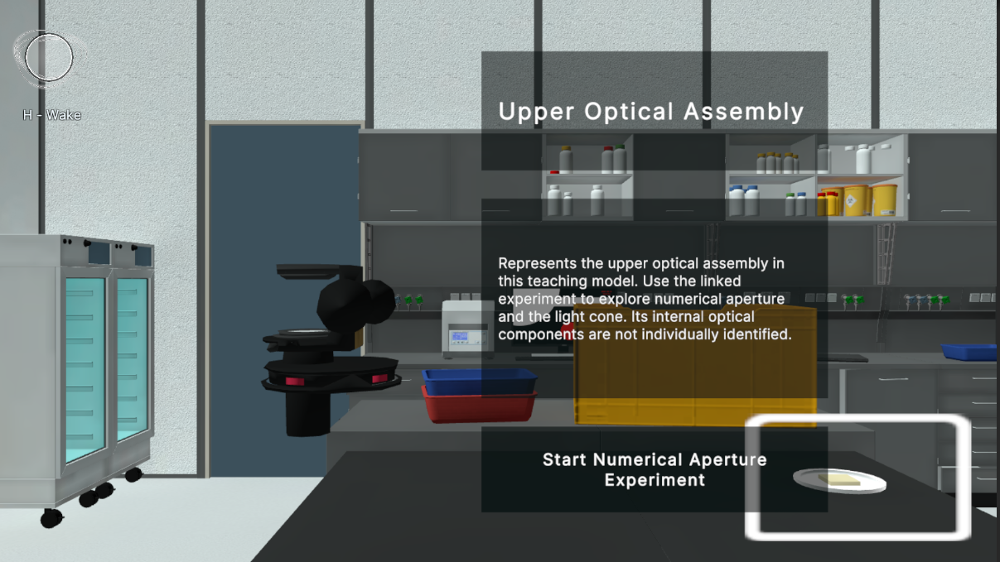 H - Wake
Upper Optical Assembly
Represents the upper optical assembly in
this teaching model. Use the linked
experiment to explore numerical aperture
and the light cone. Its internal optical
components are not individually identified.
Start Numerical Aperture
Experiment